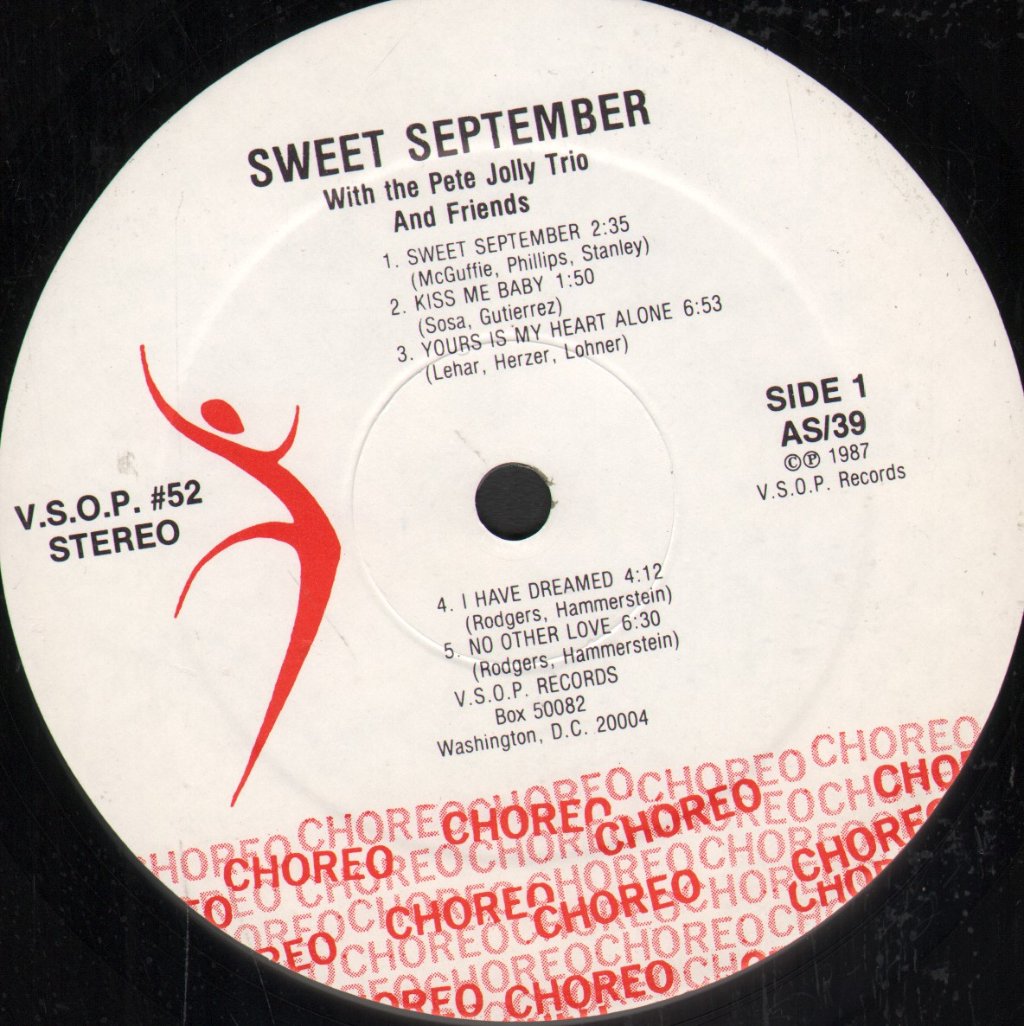 SWEET SEPTEMBER
With the Pete Jolly Trio
And Friends
1. SWEET SEPTEMBER 2:35
(McGuffie, Phillips, Stanley)
2. KISS ME BABY 1:50
(Sosa, Gutierrez)
3. YOURS IS MY HEART ALONE 6:53
(Lehar, Herzer, Lohner)
SIDE 1
AS/39
©℗ 1987
V.S.O.P. Records
V.S.O.P. #52
STEREO
4. I HAVE DREAMED 4:12
(Rodgers, Hammerstein)
5. NO OTHER LOVE 6:30
(Rodgers, Hammerstein)
V.S.O.P. RECORDS
Box 50082
Washington, D.C. 20004
CHOREO CHOREO CHOREO CHOREO
CHOREO CHOREO CHOREO
CHOREO CHOREO
CHOREO CHOREO
CHOREO